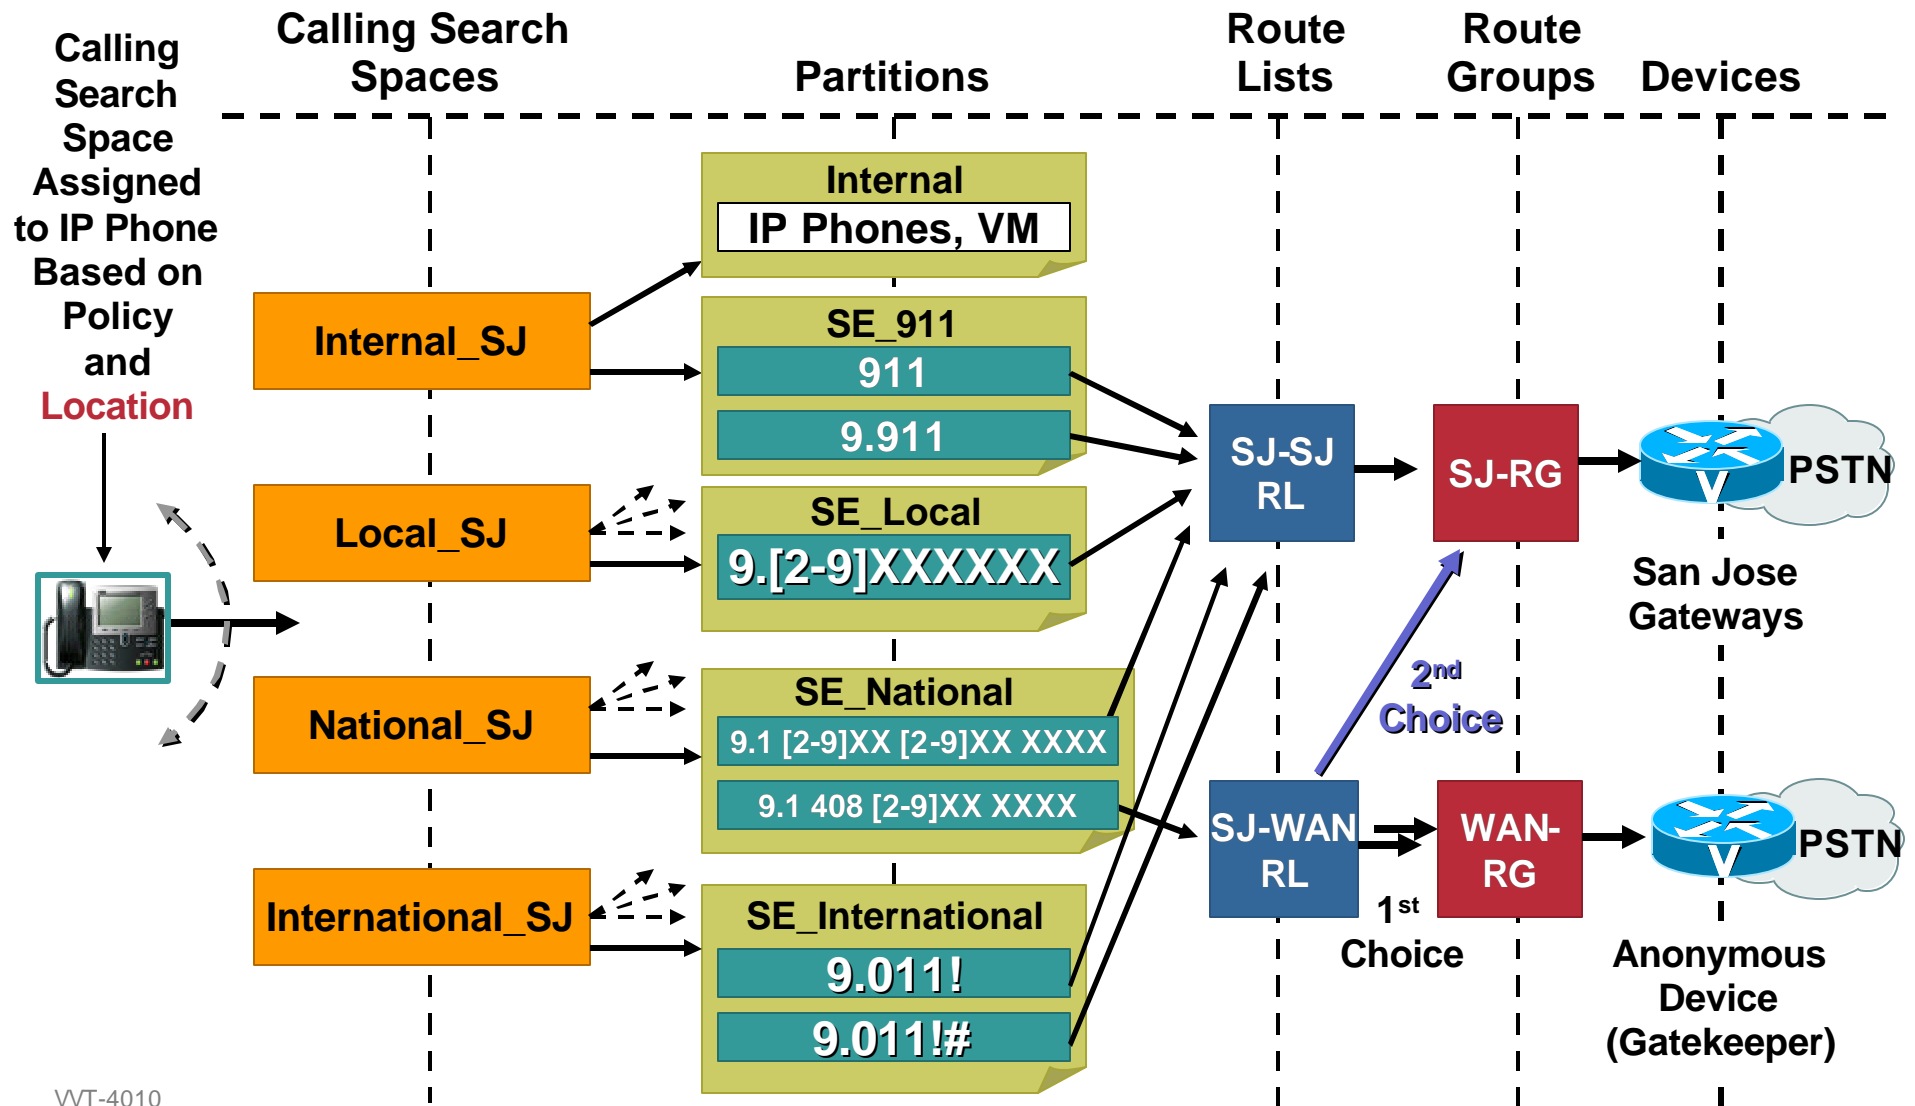 Calling
Search
Space
Assigned
to IP Phone
Based on
Policy
and
Location
Calling Search
Spaces
Partitions
Route
Lists
Route
Groups
Devices
Internal_SJ
Local_SJ
National_SJ
International_SJ
Internal
IP Phones, VM
SE_911
911
9.911
SE_Local
9.[2-9]XXXXXX
SE_National
9.1 [2-9]XX [2-9]XX XXXX
9.1 408 [2-9]XX XXXX
SE_International
9.011!
9.011!#
SJ-SJ
RL
SJ-RG
V
PSTN
San Jose
Gateways
2nd
Choice
SJ-WAN
RL
1st
Choice
WAN-
RG
V
PSTN
Anonymous
Device
(Gatekeeper)
VVT-4010